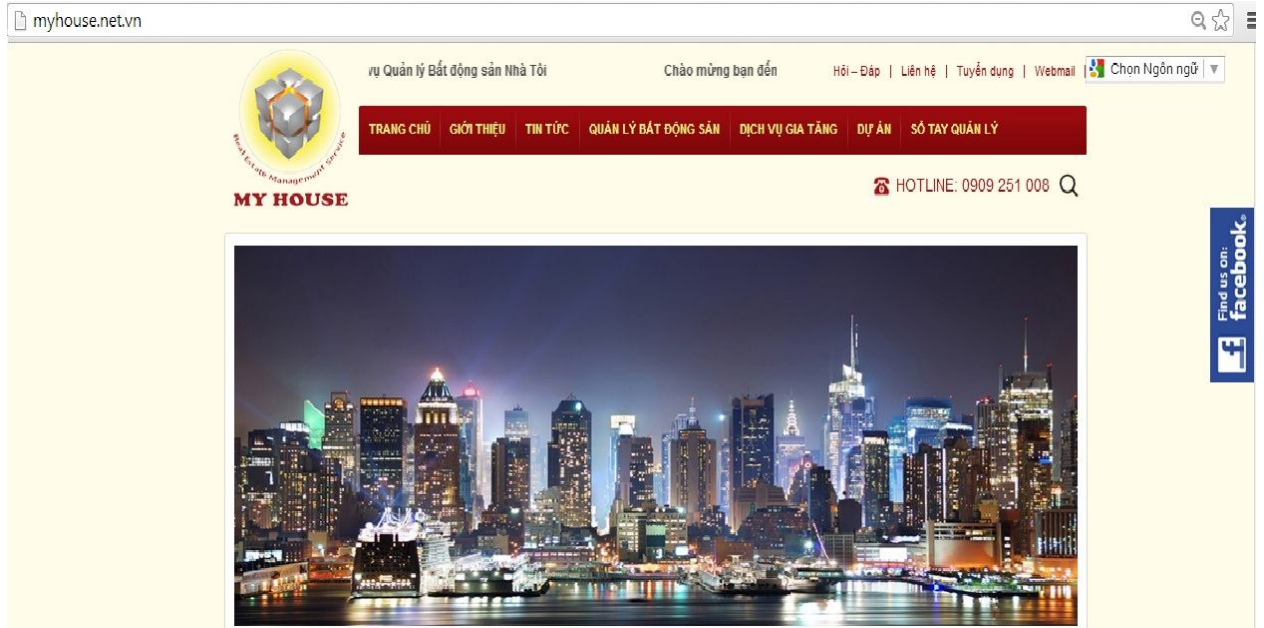 myhouse.net.vn
vụ Quản lý Bất động sản Nhà Tôi
Chào mừng bạn đến
Hỏi – Đáp | Liên hệ | Tuyển dụng | Webmail |
Chọn Ngôn ngữ
TRANG CHỦ GIỚI THIỆU TIN TỨC QUẢN LÝ BẤT ĐỘNG SẢN DỊCH VỤ GIA TĂNG DỰ ÁN SỔ TAY QUẢN LÝ
Real Estate Management Service
MY HOUSE
HOTLINE: 0909 251 008
Find us on:
facebook